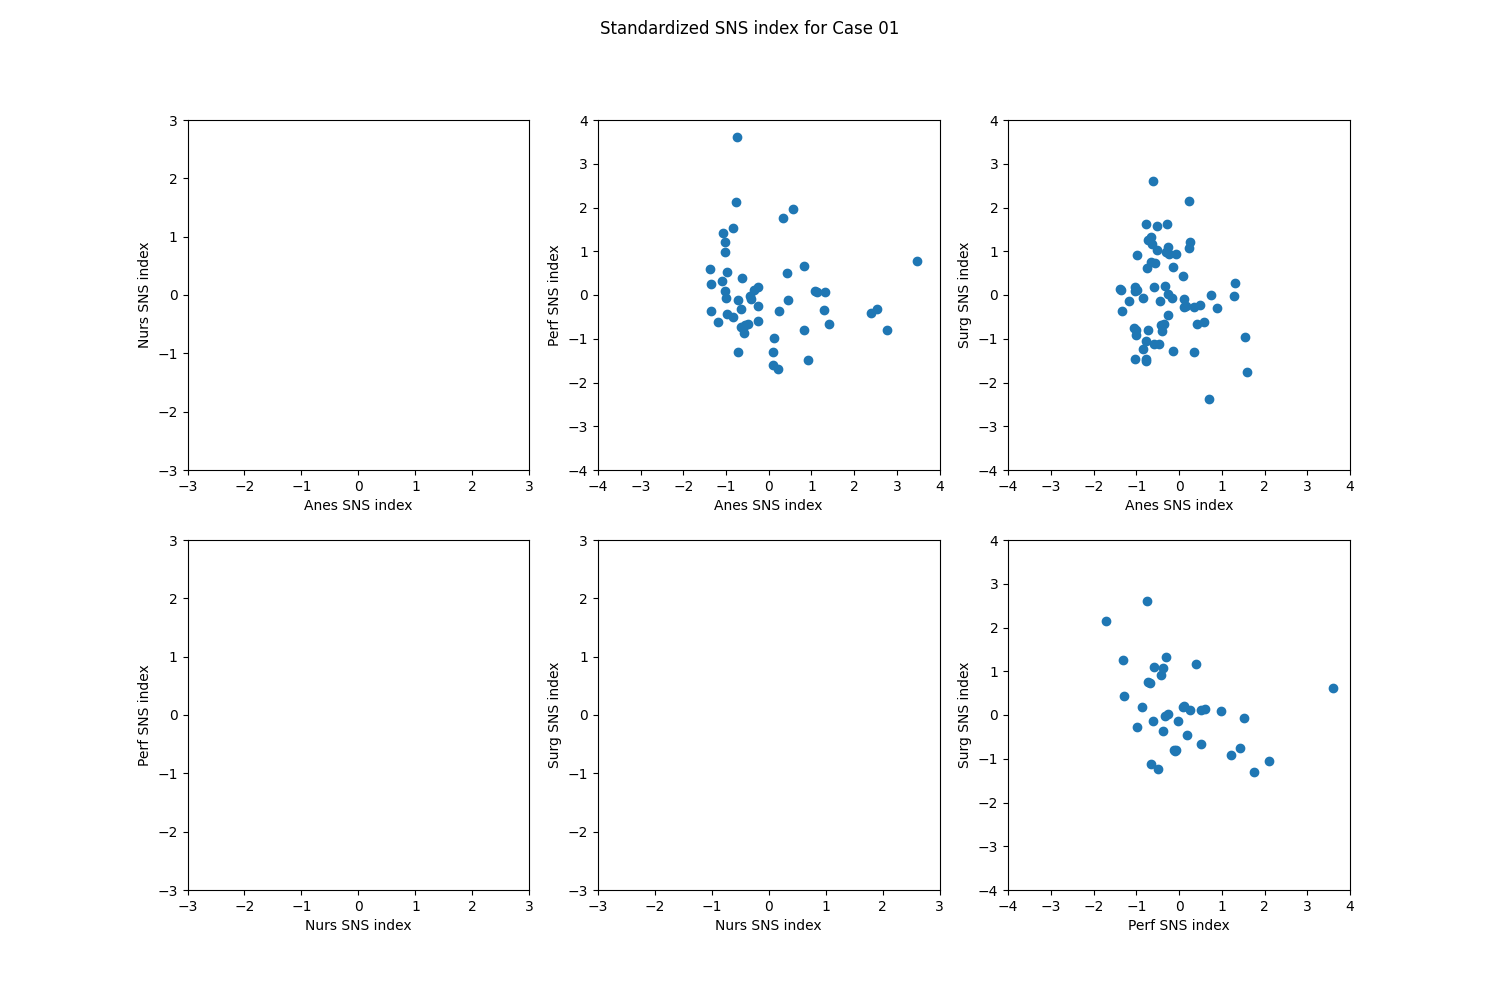 Standardized SNS index for Case 01
3
2
1
0
−1
−2
−3
Nurs SNS index
−3 −2 −1 0 1 2 3
Anes SNS index
4
3
2
1
0
−1
−2
−3
−4
Perf SNS index
−4 −3 −2 −1 0 1 2 3 4
Anes SNS index
4
3
2
1
0
−1
−2
−3
−4
Surg SNS index
−4 −3 −2 −1 0 1 2 3 4
Anes SNS index
3
2
1
0
−1
−2
−3
Perf SNS index
−3 −2 −1 0 1 2 3
Nurs SNS index
3
2
1
0
−1
−2
−3
Surg SNS index
−3 −2 −1 0 1 2 3
Nurs SNS index
4
3
2
1
0
−1
−2
−3
−4
Surg SNS index
−4 −3 −2 −1 0 1 2 3 4
Perf SNS index